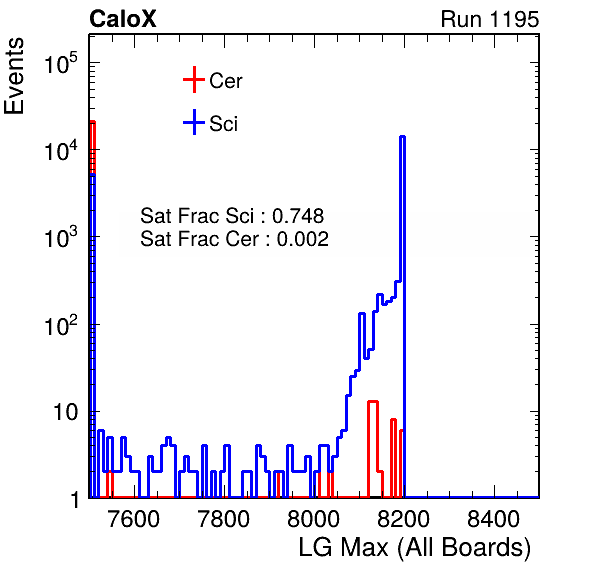 CaloX Run 1195
Events
10^5
10^4
10^3
10^2
10
1
Cer
Sci
Sat Frac Sci : 0.748
Sat Frac Cer : 0.002
7600 7800 8000 8200 8400
LG Max (All Boards)